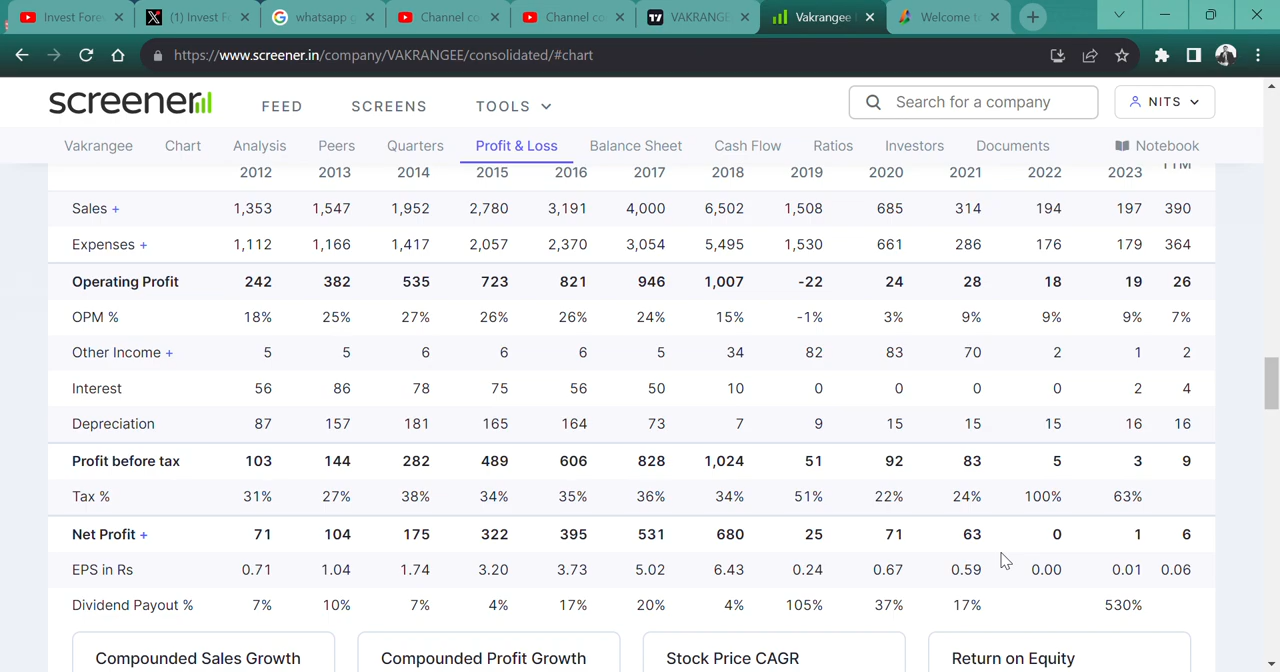 Invest Fores
(1) Invest F
whatsapp g
Channel co
Channel co
VAKRANGE
Vakrangee
Welcome t
https://www.screener.in/company/VAKRANGEE/consolidated/#chart
screener
FEED SCREENS TOOLS
Search for a company
NITS
Vakrangee Chart Analysis Peers Quarters Profit & Loss Balance Sheet Cash Flow Ratios Investors Documents Notebook
2012 2013 2014 2015 2016 2017 2018 2019 2020 2021 2022 2023 TTM
Sales + 1,353 1,547 1,952 2,780 3,191 4,000 6,502 1,508 685 314 194 197 390
Expenses + 1,112 1,166 1,417 2,057 2,370 3,054 5,495 1,530 661 286 176 179 364
Operating Profit 242 382 535 723 821 946 1,007 -22 24 28 18 19 26
OPM % 18% 25% 27% 26% 26% 24% 15% -1% 3% 9% 9% 9% 7%
Other Income + 5 5 6 6 6 5 34 82 83 70 2 1 2
Interest 56 86 78 75 56 50 10 0 0 0 0 2 4
Depreciation 87 157 181 165 164 73 7 9 15 15 15 16 16
Profit before tax 103 144 282 489 606 828 1,024 51 92 83 5 3 9
Tax % 31% 27% 38% 34% 35% 36% 34% 51% 22% 24% 100% 63%
Net Profit + 71 104 175 322 395 531 680 25 71 63 0 1 6
EPS in Rs 0.71 1.04 1.74 3.20 3.73 5.02 6.43 0.24 0.67 0.59 0.00 0.01 0.06
Dividend Payout % 7% 10% 7% 4% 17% 20% 4% 105% 37% 17% 530%
Compounded Sales Growth
Compounded Profit Growth
Stock Price CAGR
Return on Equity